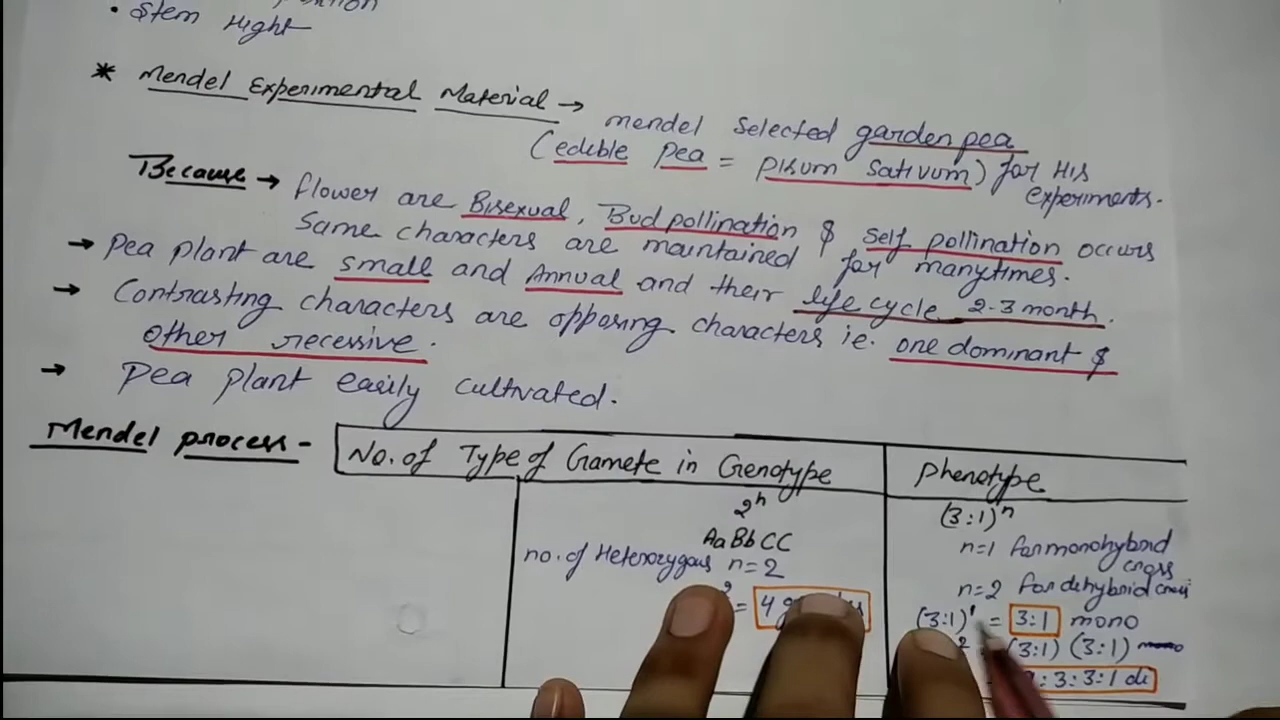 • Stem Hight
* Mendel Experimental Material → mendel selected garden pea
(edible pea = pisum sativum) for His experiments.
Because → flower are Bisexual, Bud pollination $ self pollination occurs
Same characters are maintained for manytimes.
→ pea plant are small and Annual and their life cycle 2-3 month.
→ Contrasting characters are opposing characters i.e. one dominant $
other recessive.
→ pea plant easily cultivated.
Mendel process-
No. of Type of Gamete in Genotype
2ⁿ
AaBbCC
no. of Heterozygous n=2
2 = 4
Phenotype
(3:1)ⁿ
n=1 for monohybrid cross
n=2 for dehybrid
(3:1)¹ = 3:1 mono
2 (3:1) (3:1)
: 3 : 3 : 1 di